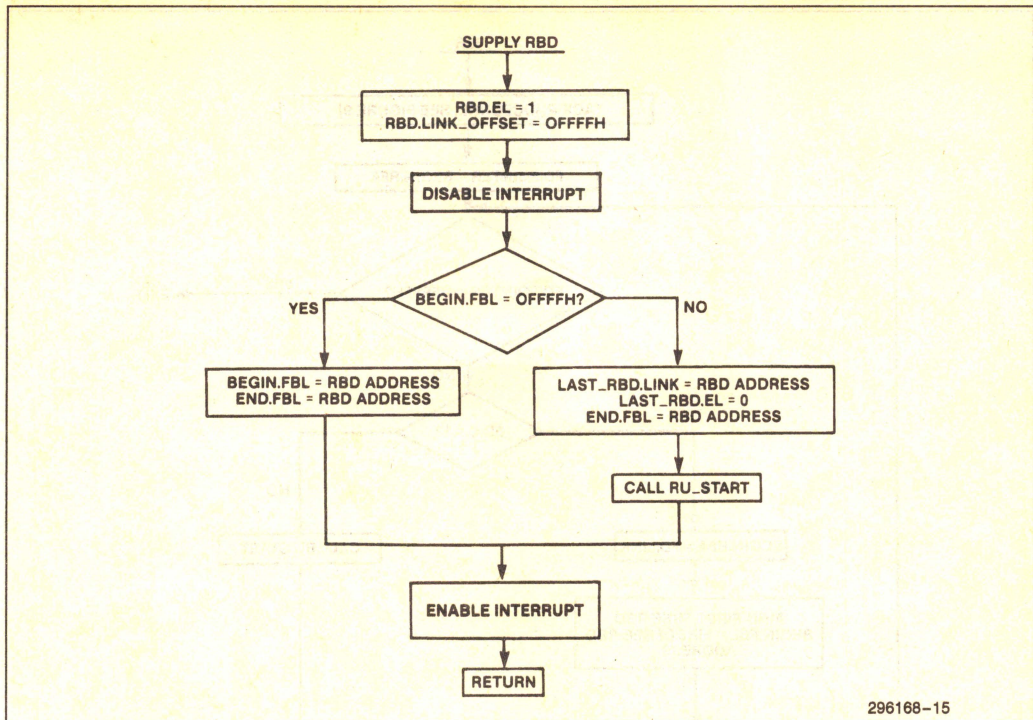 SUPPLY RBD
RBD.EL = 1
RBD.LINK_OFFSET = OFFFFH
DISABLE INTERRUPT
BEGIN.FBL = OFFFFH?
YES
NO
BEGIN.FBL = RBD ADDRESS
END.FBL = RBD ADDRESS
LAST_RBD.LINK = RBD ADDRESS
LAST_RBD.EL = 0
END.FBL = RBD ADDRESS
CALL RU_START
ENABLE INTERRUPT
RETURN
296168-15